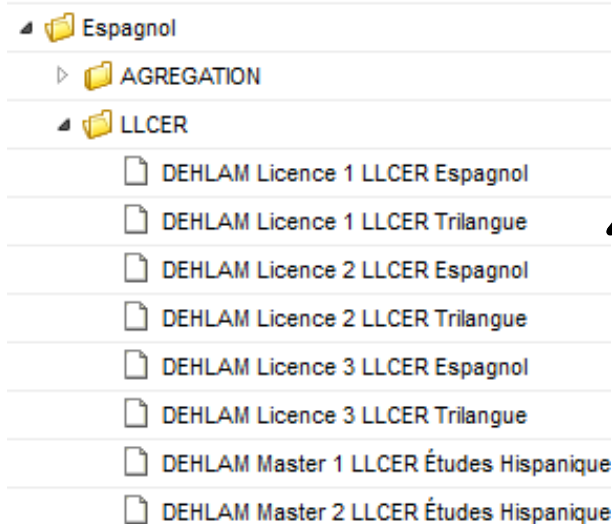 Espagnol
AGREGATION
LLCER
DEHLAM Licence 1 LLCER Espagnol
DEHLAM Licence 1 LLCER Trilangue
DEHLAM Licence 2 LLCER Espagnol
DEHLAM Licence 2 LLCER Trilangue
DEHLAM Licence 3 LLCER Espagnol
DEHLAM Licence 3 LLCER Trilangue
DEHLAM Master 1 LLCER Études Hispanique
DEHLAM Master 2 LLCER Études Hispanique